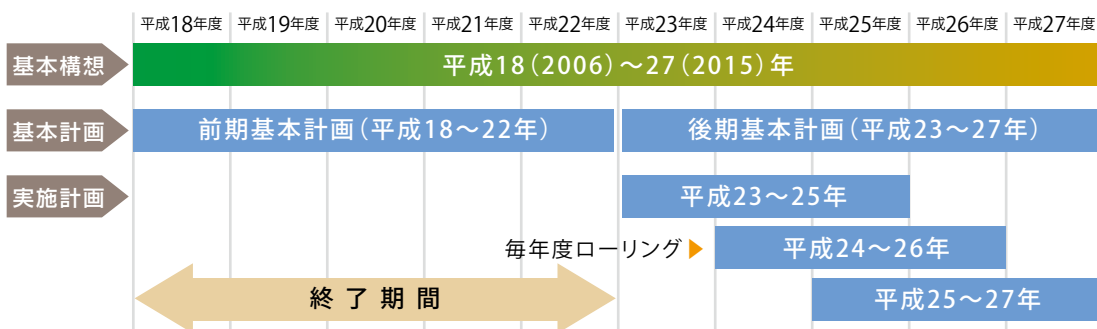 平成18年度 平成19年度 平成20年度 平成21年度 平成22年度 平成23年度 平成24年度 平成25年度 平成26年度 平成27年度
基本構想 平成18(2006)～27(2015)年
基本計画 前期基本計画(平成18～22年) 後期基本計画(平成23～27年)
実施計画 平成23～25年
毎年度ローリング▶ 平成24～26年
終了期間 平成25～27年